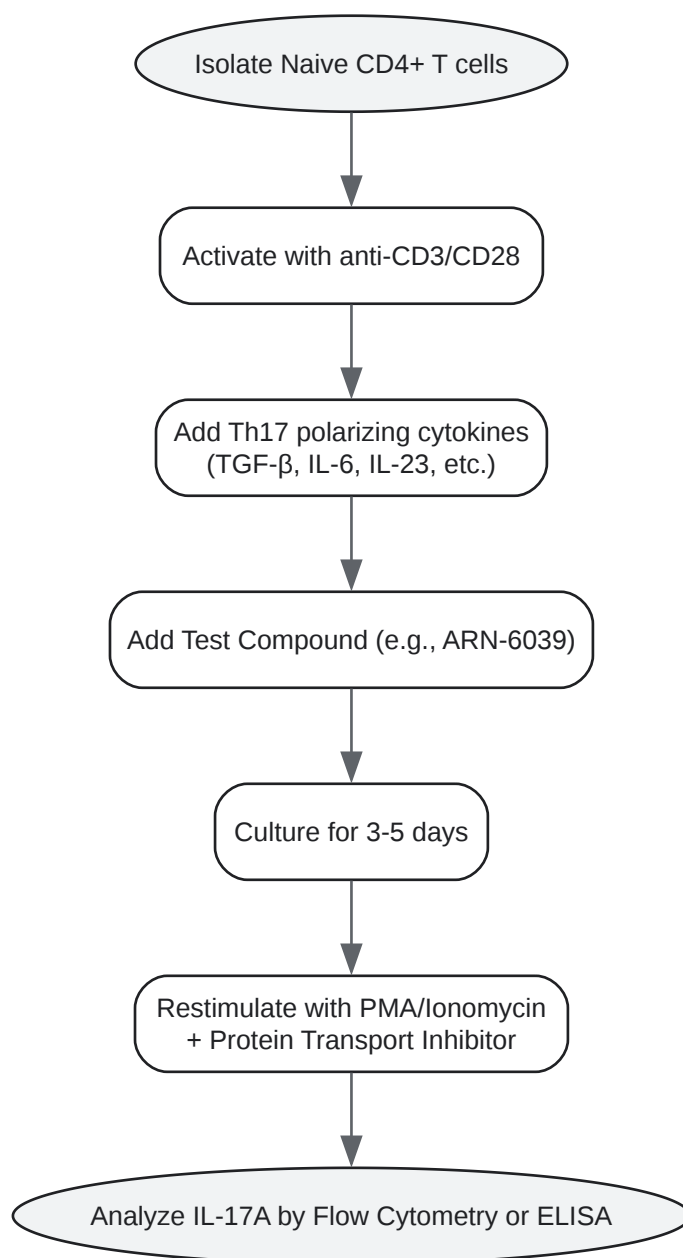 Isolate Naive CD4+ T cells
Activate with anti-CD3/CD28
Add Th17 polarizing cytokines
(TGF-β, IL-6, IL-23, etc.)
Add Test Compound (e.g., ARN-6039)
Culture for 3-5 days
Restimulate with PMA/Ionomycin
+ Protein Transport Inhibitor
Analyze IL-17A by Flow Cytometry or ELISA